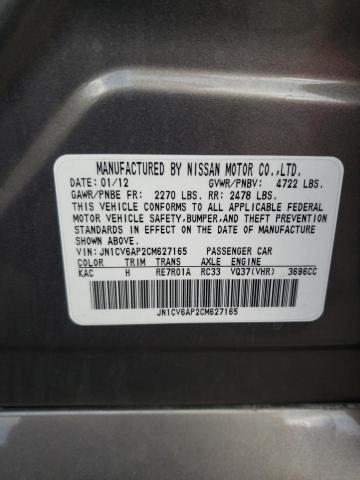 MANUFACTURED BY NISSAN MOTOR CO.,LTD.
DATE: 01/12 GVWR/PNBV: 4722 LBS.
GAWR/PNBE FR: 2270 LBS. RR: 2478 LBS.
THIS VEHICLE CONFORMS TO ALL APPLICABLE FEDERAL
MOTOR VEHICLE SAFETY,BUMPER,AND THEFT PREVENTION
STANDARDS IN EFFECT ON THE DATE OF MANUFACTURE
SHOWN ABOVE.
VIN: JN1CV6AP2CM627165 PASSENGER CAR
COLOR TRIM TRANS AXLE ENGINE
KAC H RE7R01A RC33 VQ37(VHR) 3696CC
JN1CV6AP2CM627165